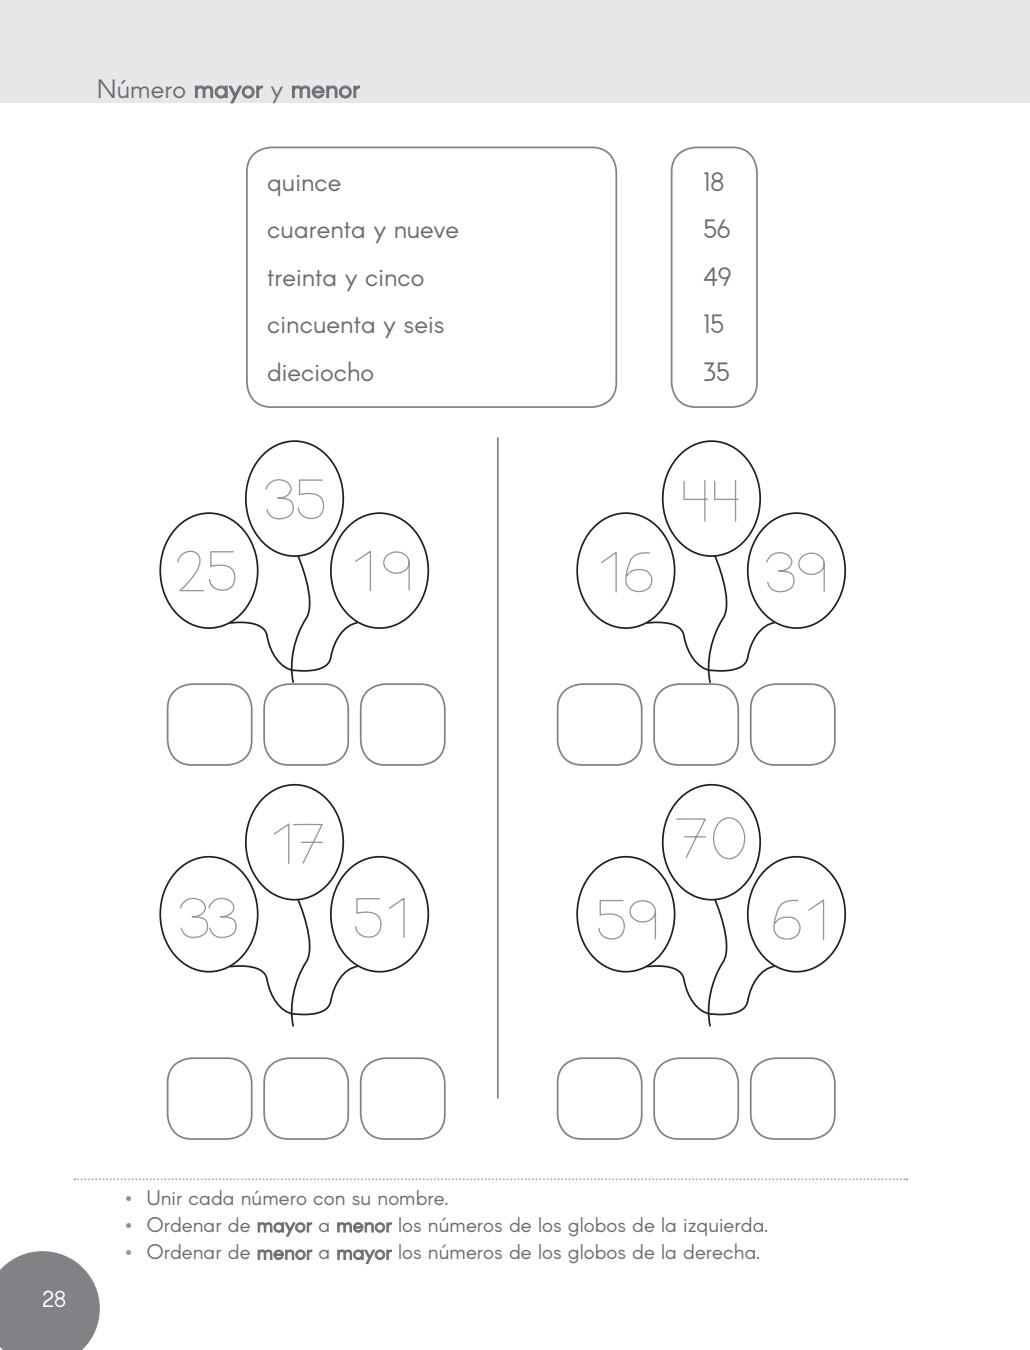 Número mayor y menor
quince
cuarenta y nueve
treinta y cinco
cincuenta y seis
dieciocho
18
56
49
15
35
35
25
19
44
16
39
17
33
51
70
59
61
• Unir cada número con su nombre.
• Ordenar de mayor a menor los números de los globos de la izquierda.
• Ordenar de menor a mayor los números de los globos de la derecha.
28